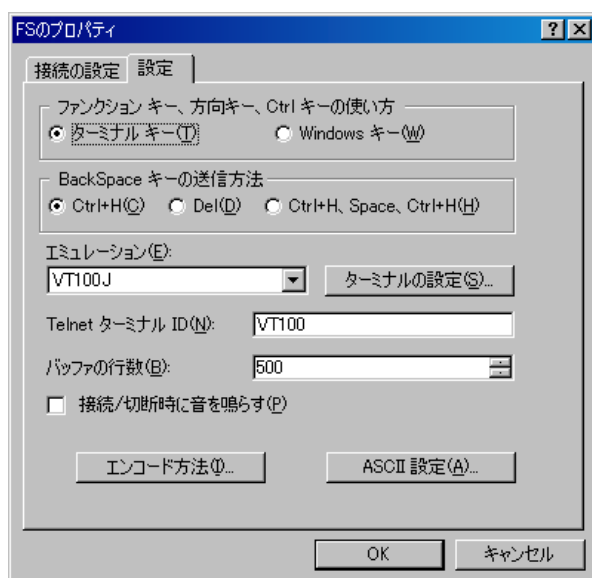 FSのプロパティ
接続の設定 設定
ファンクション キー、方向キー、Ctrl キーの使い方
ターミナル キー(T) Windows キー(W)
BackSpace キーの送信方法
Ctrl+H(C) Del(D) Ctrl+H、Space、Ctrl+H(H)
エミュレーション(E):
VT100J ターミナルの設定(S)...
Telnet ターミナル ID(N): VT100
バッファの行数(B): 500
接続/切断時に音を鳴らす(P)
エンコード方法(I)... ASCII 設定(A)...
OK キャンセル